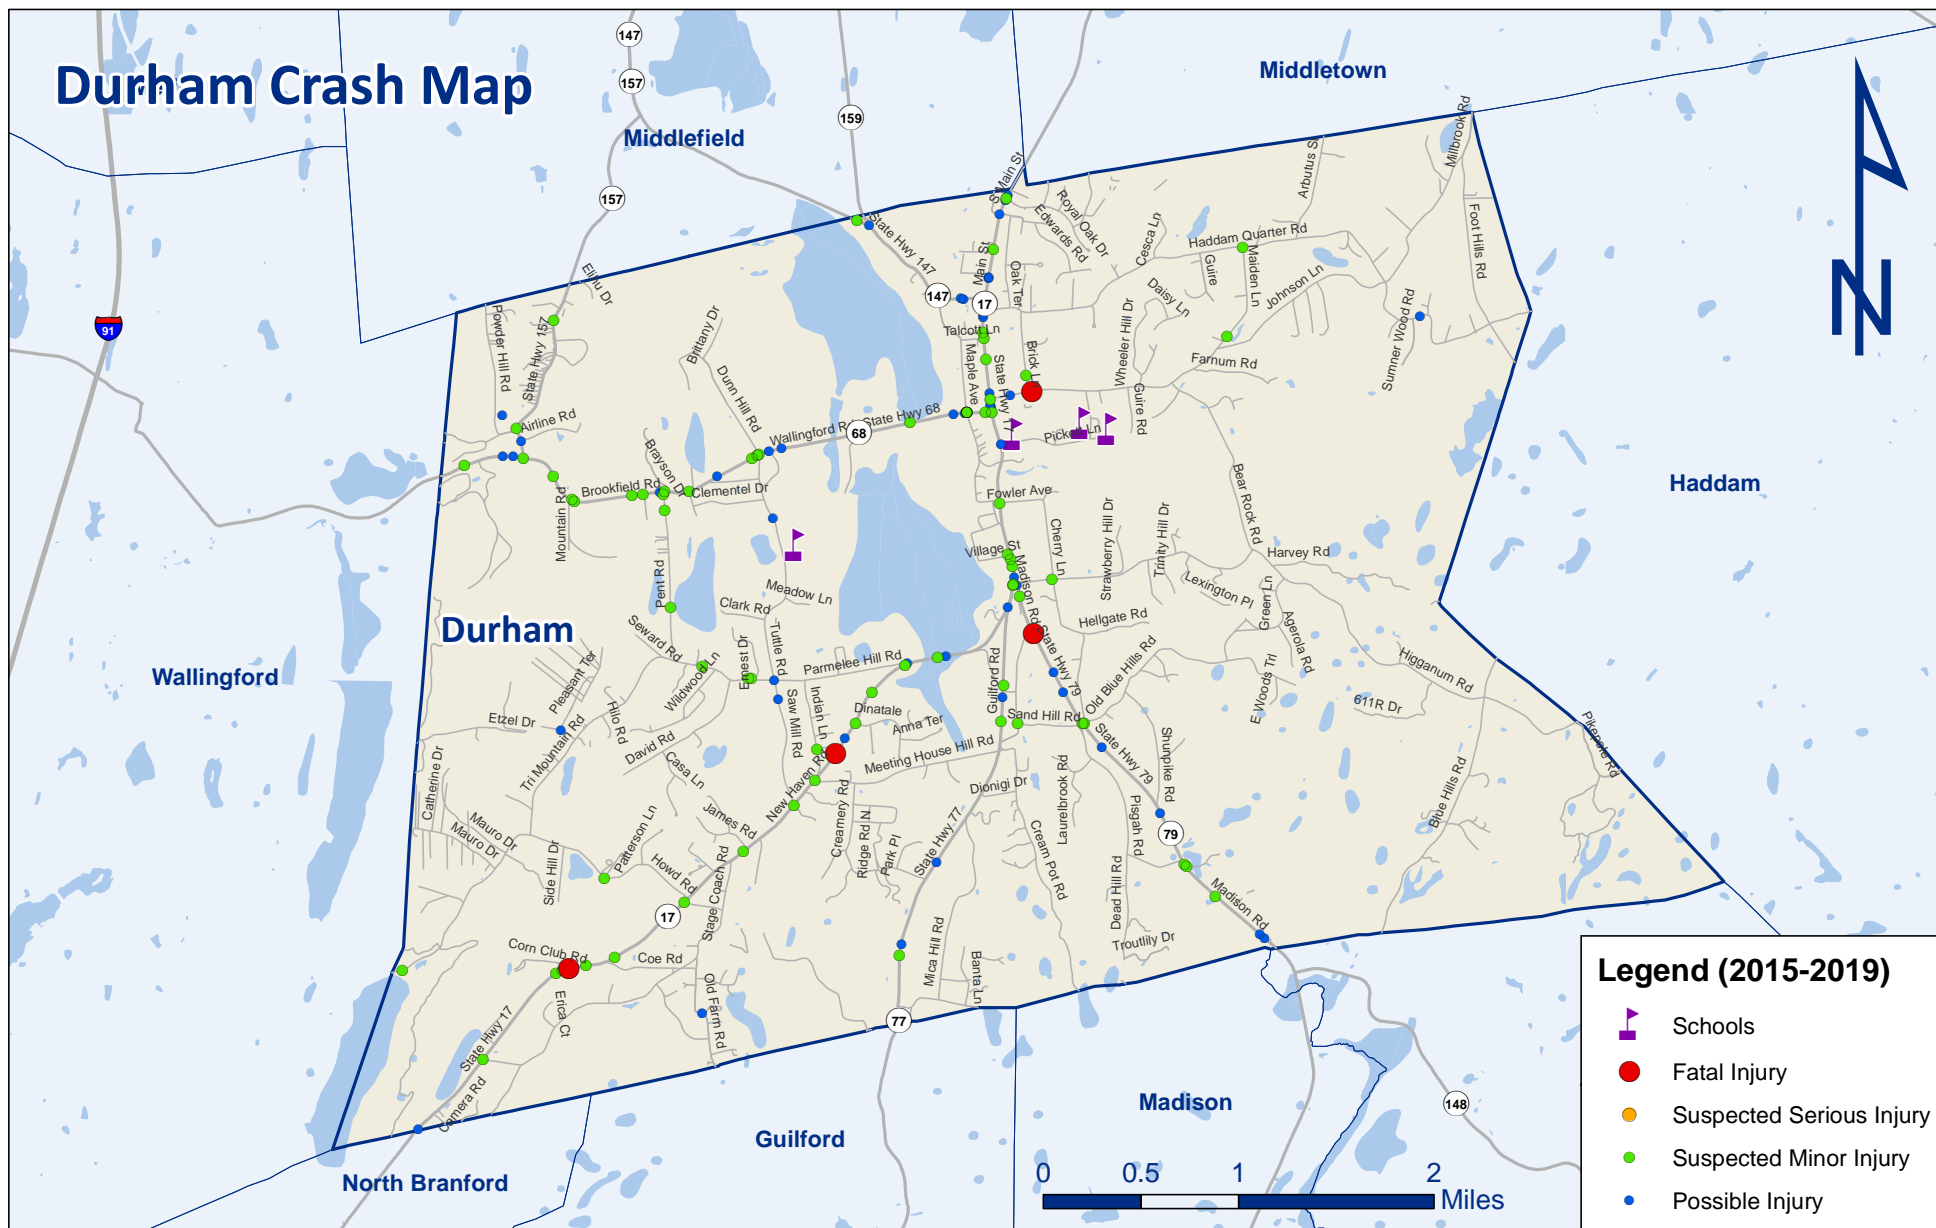 Durham Crash Map
147
157
159
Middletown
Middlefield
157
S Main St
Millbrook Rd
Arbutus St
Royal Oak Dr
Edwards Rd
Foot Hills Rd
State Hwy 147
Cesca Ln
Haddam Quarter Rd
Guire
Maiden Ln
Johnson Ln
Main St
Oak Ter
Daisy Ln
Elihu Dr
147
17
N
91
Powder Hill Rd
State Hwy 157
Brittany Dr
Talcott Ln
Maple Ave
State Hwy 17
Brick Ln
Wheeler Hill Dr
Farnum Rd
Sumner Wood Rd
Dunn Hill Rd
Guire Rd
Airline Rd
Wallingford Rd
State Hwy 68
68
Pickett Ln
Brayson Dr
Brookfield Rd
Clementel Dr
Mountain Rd
Bear Rock Rd
Haddam
Fowler Ave
Cherry Ln
Strawberry Hill Dr
Trinity Hill Dr
Village St
Madison Rd
Harvey Rd
Pent Rd
Meadow Ln
Clark Rd
Lexington Pl
Green Ln
Agerola Rd
Hellgate Rd
Durham
Seward Rd
Ernest Dr
Tuttle Rd
Parmelee Hill Rd
State Hwy 79
Old Blue Hills Rd
Higganum Rd
Wallingford
Pleasant Ter
Wildwood Ln
Saw Mill Rd
Indian Ln
Guilford Rd
E Woods Trl
611R Dr
Etzel Dr
Hilo Rd
Dinatale
Anna Ter
Sand Hill Rd
State Hwy 79
Shunpike Rd
Pikepole Rd
Tri Mountain Rd
David Rd
Casa Ln
Meeting House Hill Rd
Catherine Dr
New Haven Rd
Dionigi Dr
Laurelbrook Rd
Pisgah Rd
Blue Hills Rd
Mauro Dr
Mauro Dr
Patterson Ln
James Rd
Creamery Rd
Ridge Rd N
Park Pl
State Hwy 77
Cream Pot Rd
79
Side Hill Dr
Howd Rd
Stage Coach Rd
Dead Hill Rd
Madison Rd
17
Corn Club Rd
Coe Rd
Mica Hill Rd
Banta Ln
Troutlily Dr
Erica Ct
Old Farm Rd
State Hwy 17
77
Camera Rd
Madison
148
Guilford
North Branford
0
0.5
1
2
Miles
Legend (2015-2019)
Schools
Fatal Injury
Suspected Serious Injury
Suspected Minor Injury
Possible Injury